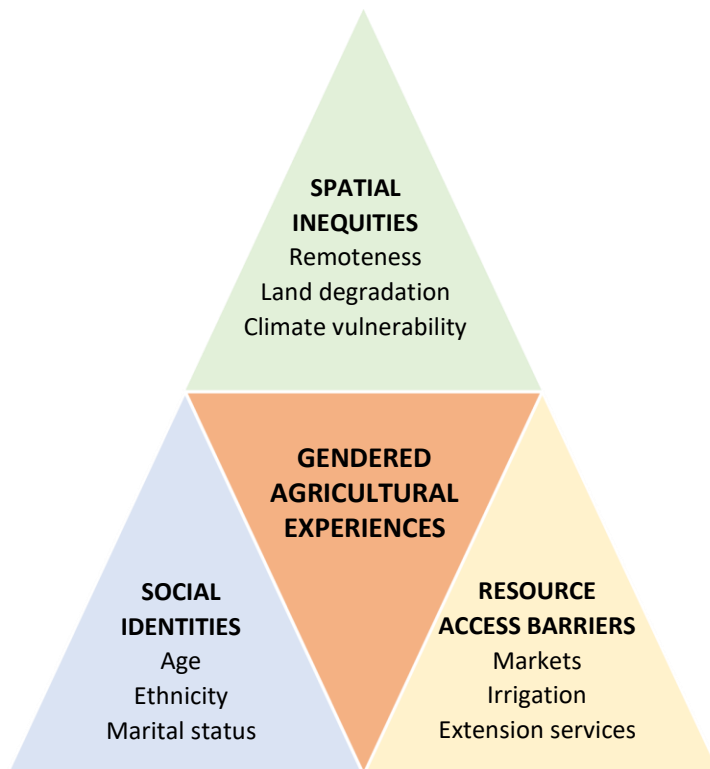 SPATIAL
INEQUITIES
Remoteness
Land degradation
Climate vulnerability
GENDERED
AGRICULTURAL
EXPERIENCES
SOCIAL
IDENTITIES
Age
Ethnicity
Marital status
RESOURCE
ACCESS BARRIERS
Markets
Irrigation
Extension services